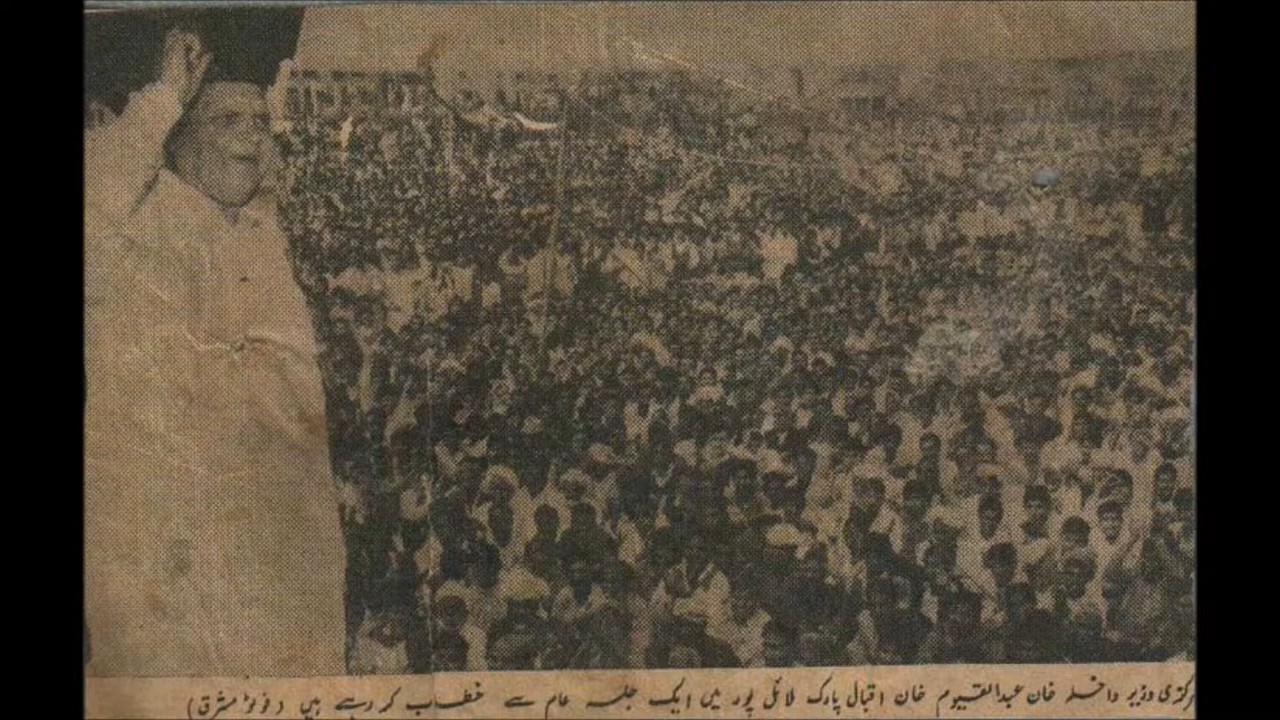 مرکزی وزیر داخلہ خان عبدالقیوم خان اقبال پارک لائل پور میں ایک جلسہ عام سے خطاب کر رہے ہیں (فوٹو مشرق)